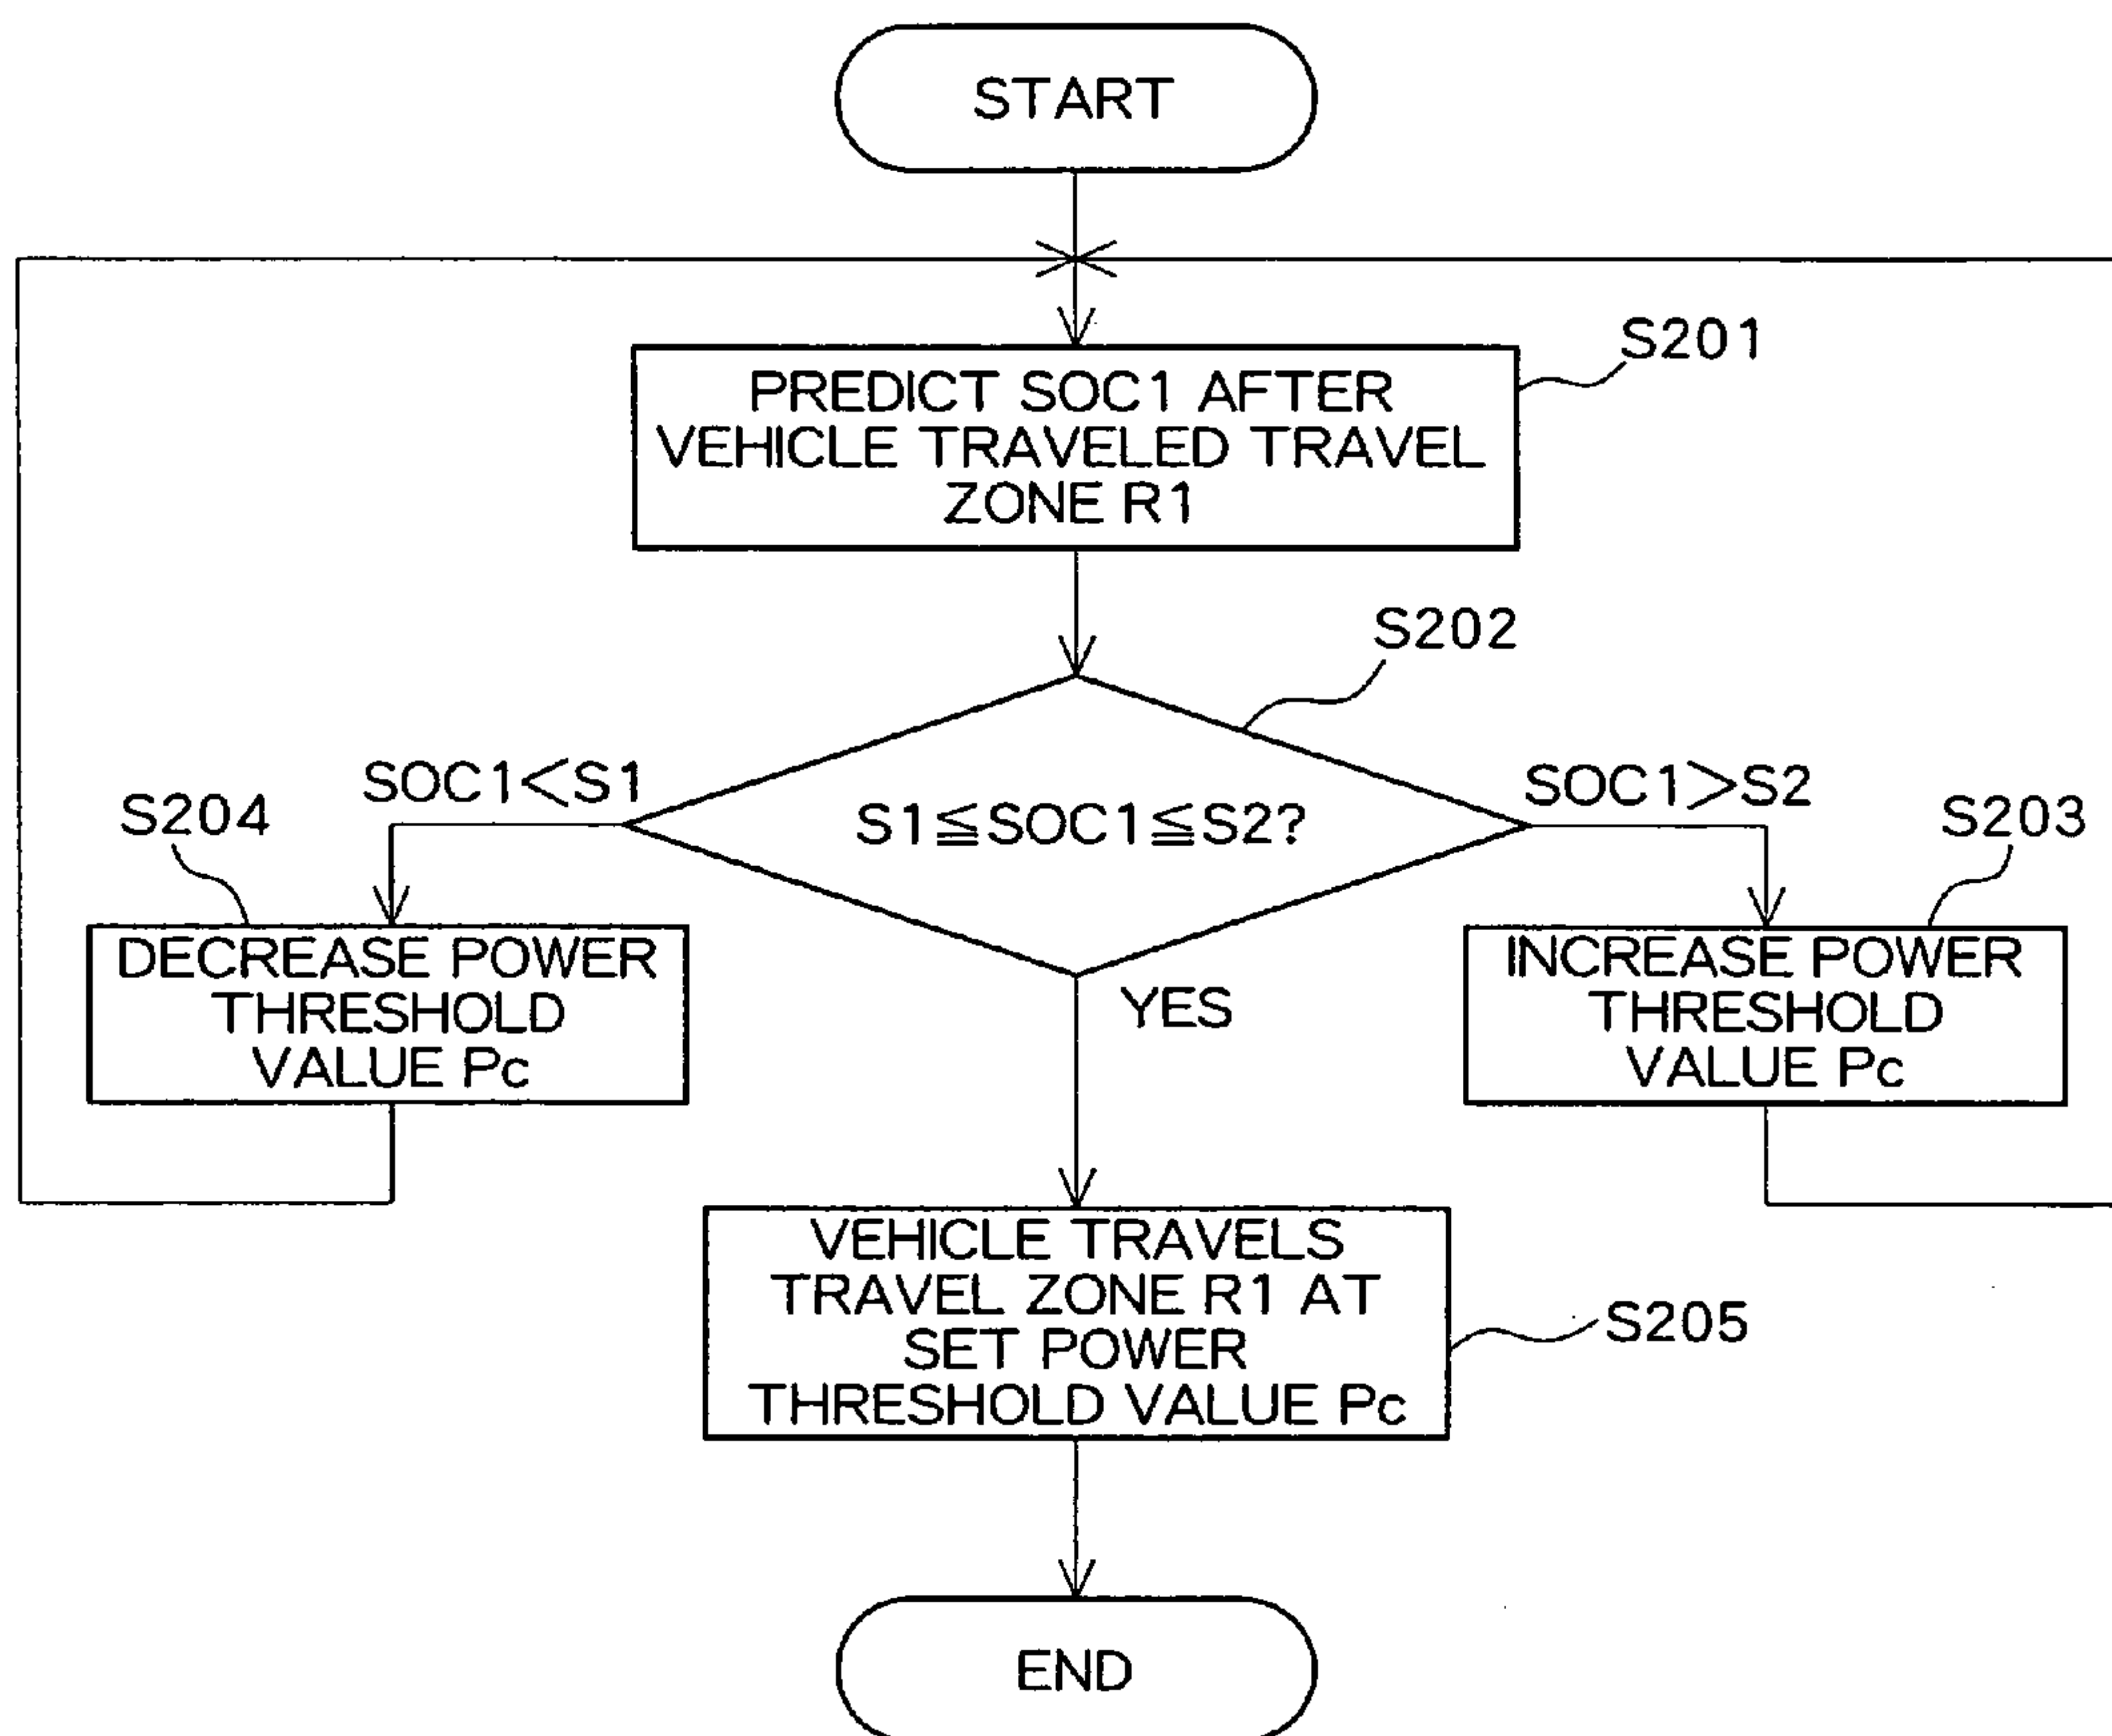 START
S201
PREDICT SOC1 AFTER
VEHICLE TRAVELED TRAVEL
ZONE R1
S202
SOC1<S1
S1≦SOC1≦S2?
SOC1>S2
S204
S203
DECREASE POWER
THRESHOLD
VALUE Pc
YES
INCREASE POWER
THRESHOLD
VALUE Pc
VEHICLE TRAVELS
TRAVEL ZONE R1 AT
SET POWER
THRESHOLD VALUE Pc
S205
END